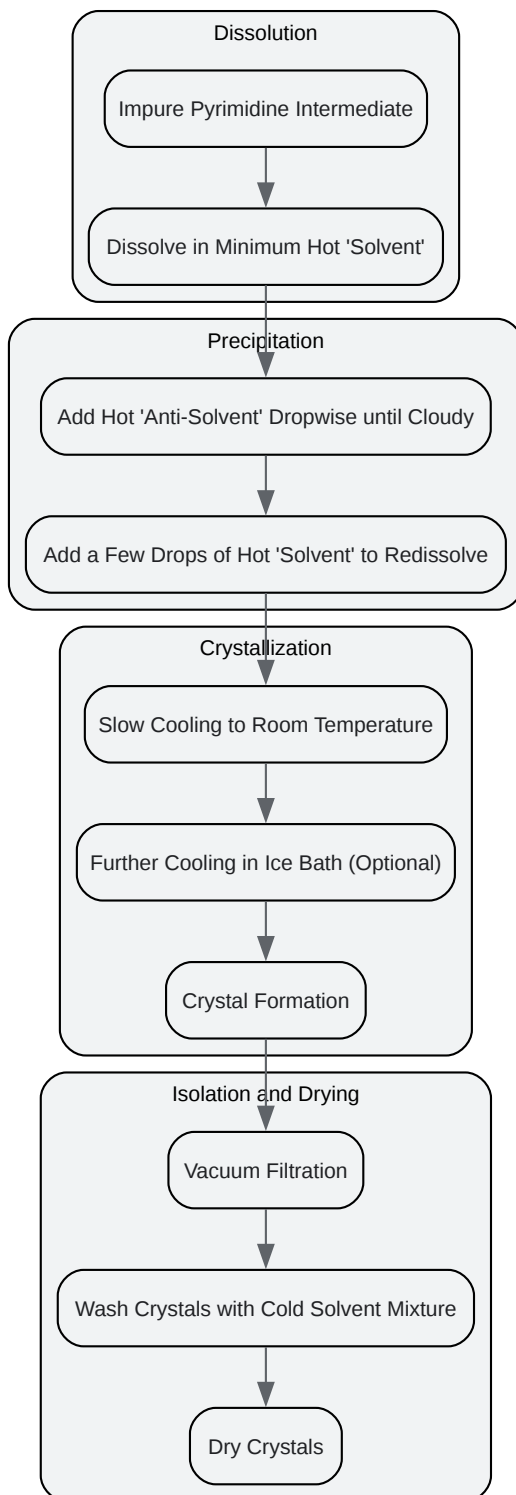 Dissolution
Impure Pyrimidine Intermediate
Dissolve in Minimum Hot 'Solvent'
Precipitation
Add Hot 'Anti-Solvent' Dropwise until Cloudy
Add a Few Drops of Hot 'Solvent' to Redissolve
Crystallization
Slow Cooling to Room Temperature
Further Cooling in Ice Bath (Optional)
Crystal Formation
Isolation and Drying
Vacuum Filtration
Wash Crystals with Cold Solvent Mixture
Dry Crystals